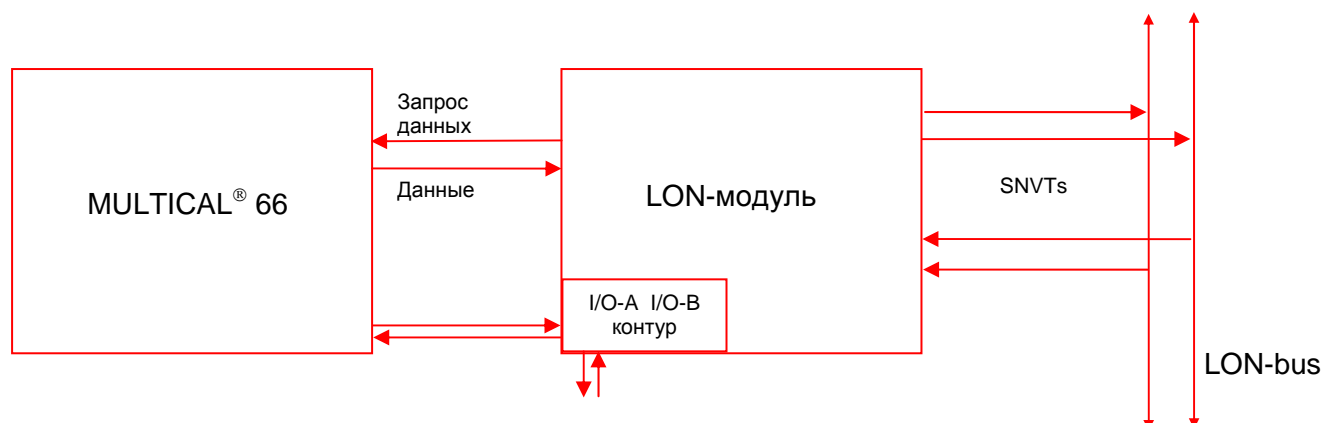 Запрос
данных
Данные
MULTICAL® 66
LON-модуль
SNVTs
I/O-A I/O-B
контур
LON-bus